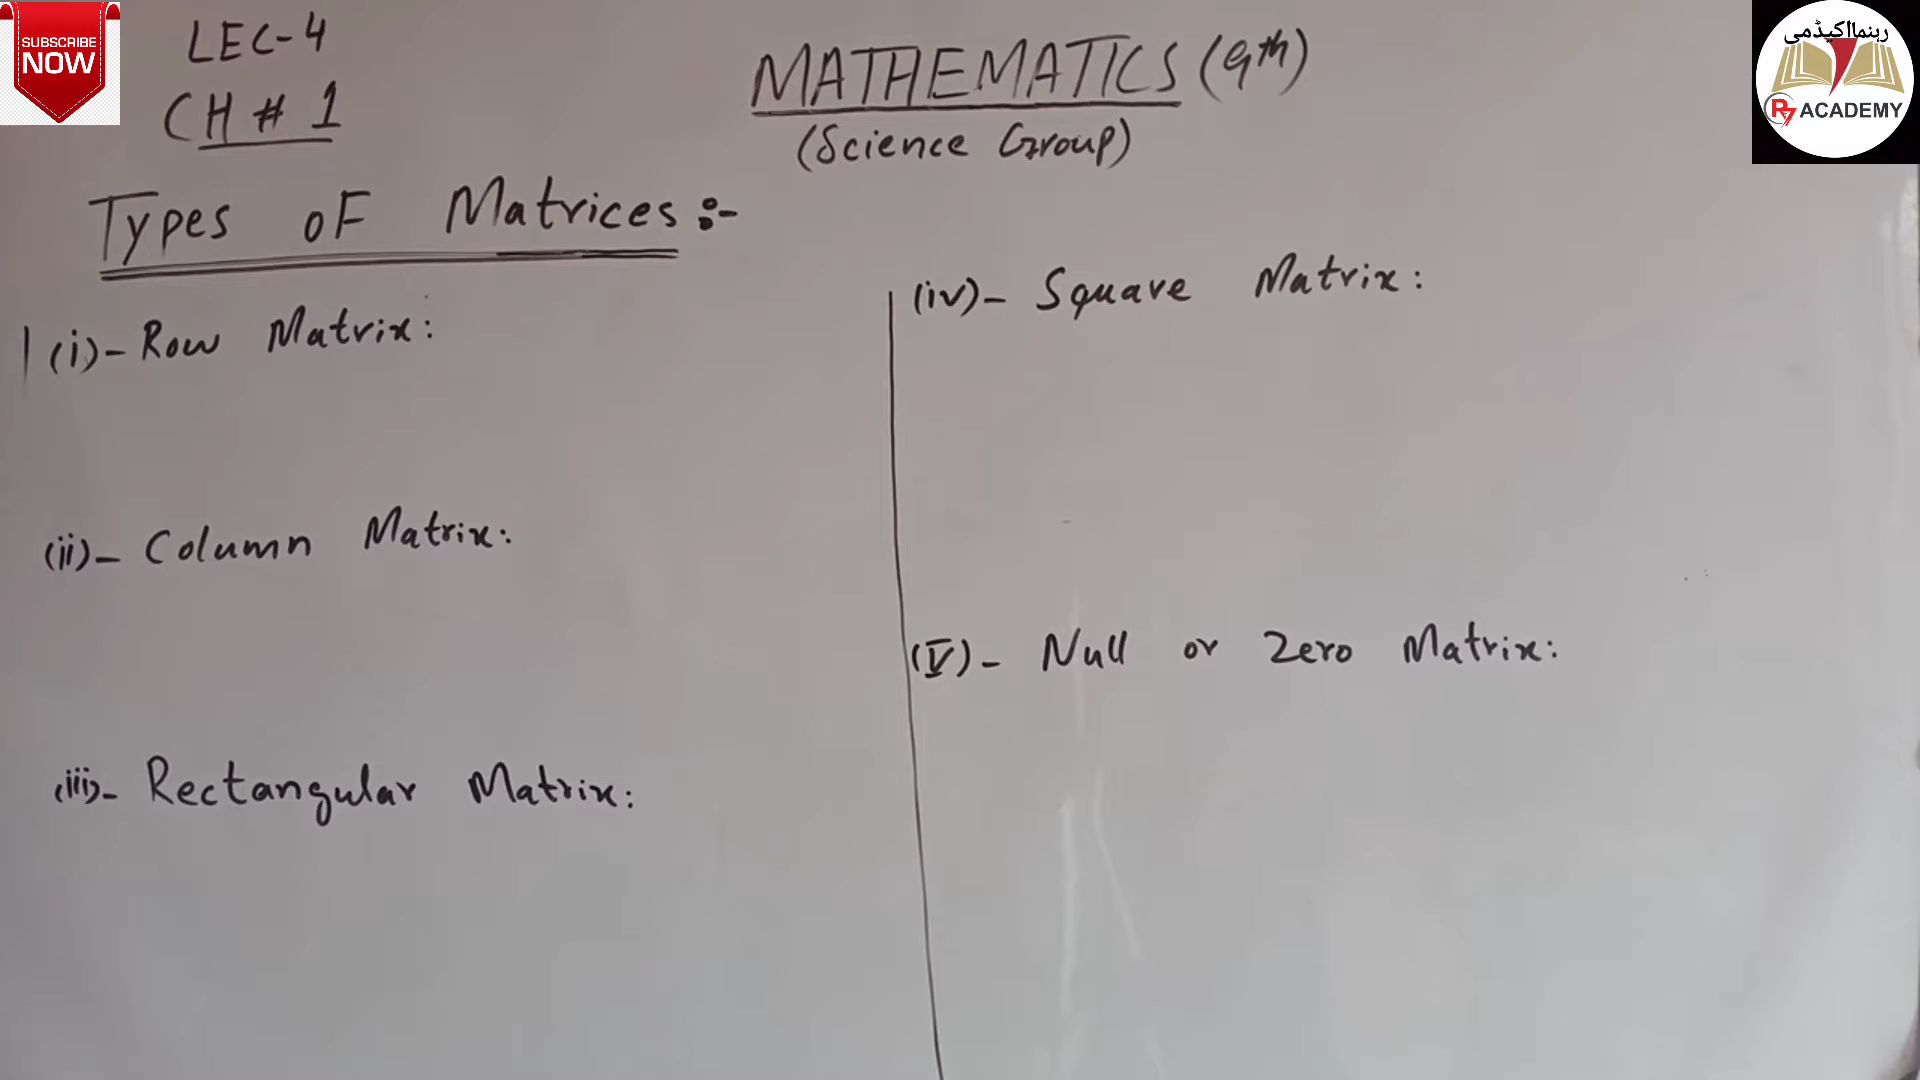 SUBSCRIBE
NOW
LEC-4
CH # 1
MATHEMATICS (9th)
(Science Group)
رہنما اکیڈمی
R7 ACADEMY
Types oF Matrices :-
(i)- Row Matrix:
(ii)- Column Matrix:
(iii)- Rectangular Matrix:
(iv)- Square Matrix:
(V)- Null or Zero Matrix: